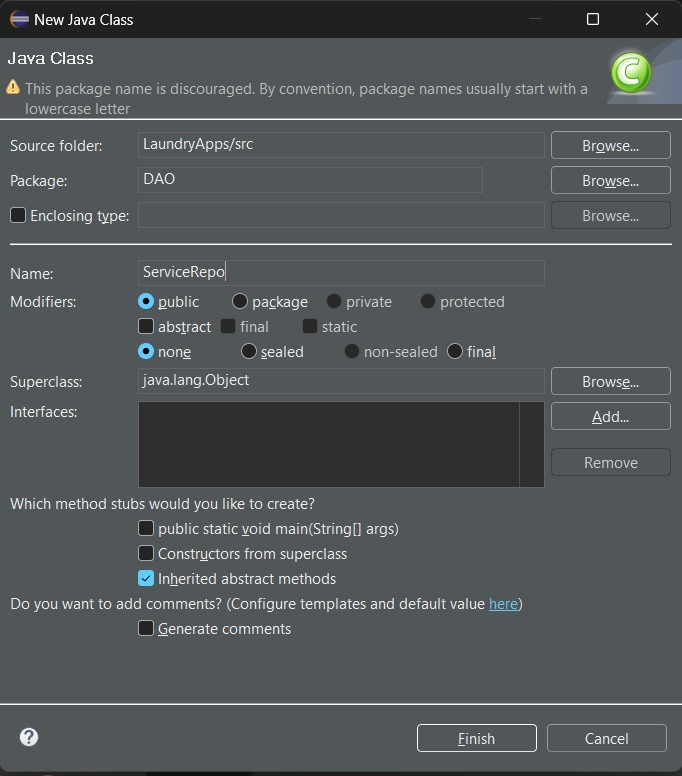 New Java Class
Java Class
This package name is discouraged. By convention, package names usually start with a
lowercase letter
Source folder: LaundryApps/src Browse...
Package: DAO Browse...
Enclosing type: Browse...
Name: ServiceRepo
Modifiers: public package private protected
abstract final static
none sealed non-sealed final
Superclass: java.lang.Object Browse...
Interfaces: Add...
Remove
Which method stubs would you like to create?
public static void main(String[] args)
Constructors from superclass
Inherited abstract methods
Do you want to add comments? (Configure templates and default value here)
Generate comments
? Finish Cancel